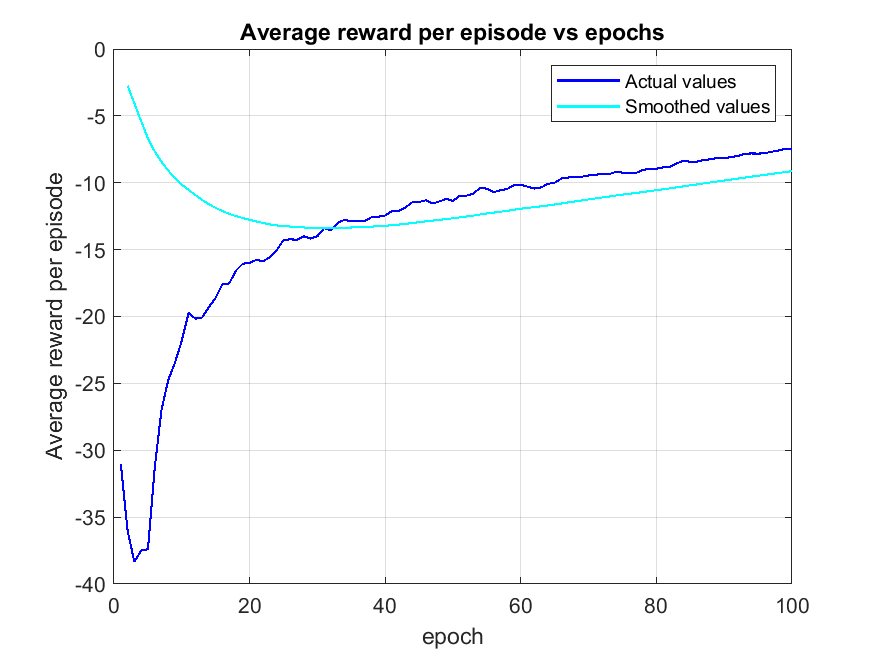 Average reward per episode vs epochs
Actual values
Smoothed values
Average reward per episode
0
-5
-10
-15
-20
-25
-30
-35
-40
0 20 40 60 80 100
epoch